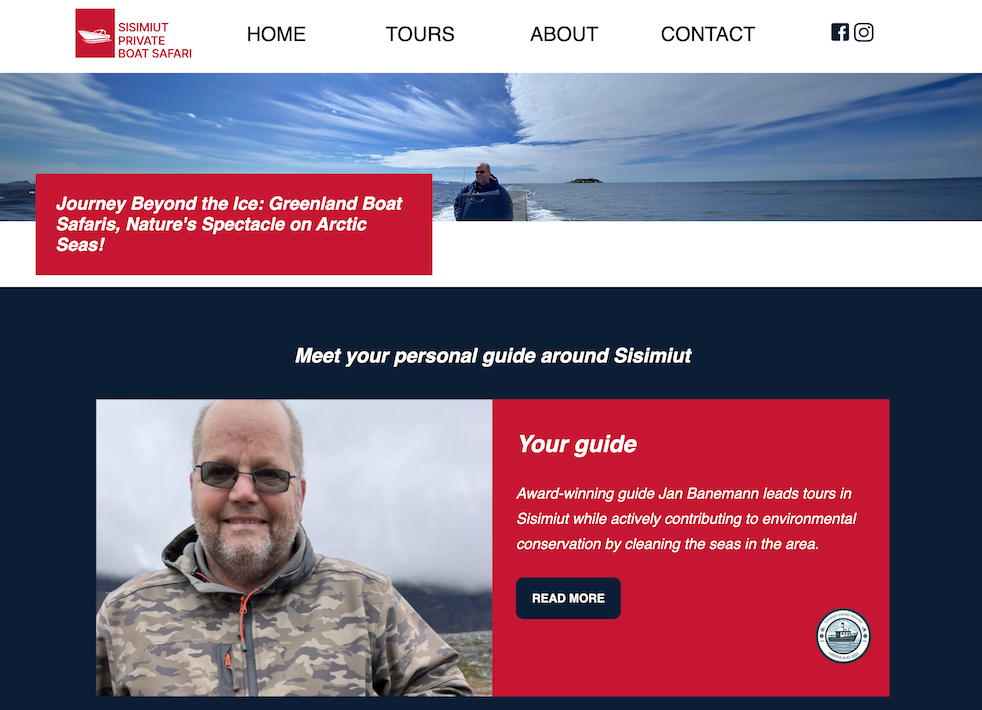 SISIMIUT
PRIVATE
BOAT SAFARI
HOME
TOURS
ABOUT
CONTACT
Journey Beyond the Ice: Greenland Boat
Safaris, Nature's Spectacle on Arctic
Seas!
Meet your personal guide around Sisimiut
Your guide
Award-winning guide Jan Banemann leads tours in
Sisimiut while actively contributing to environmental
conservation by cleaning the seas in the area.
READ MORE